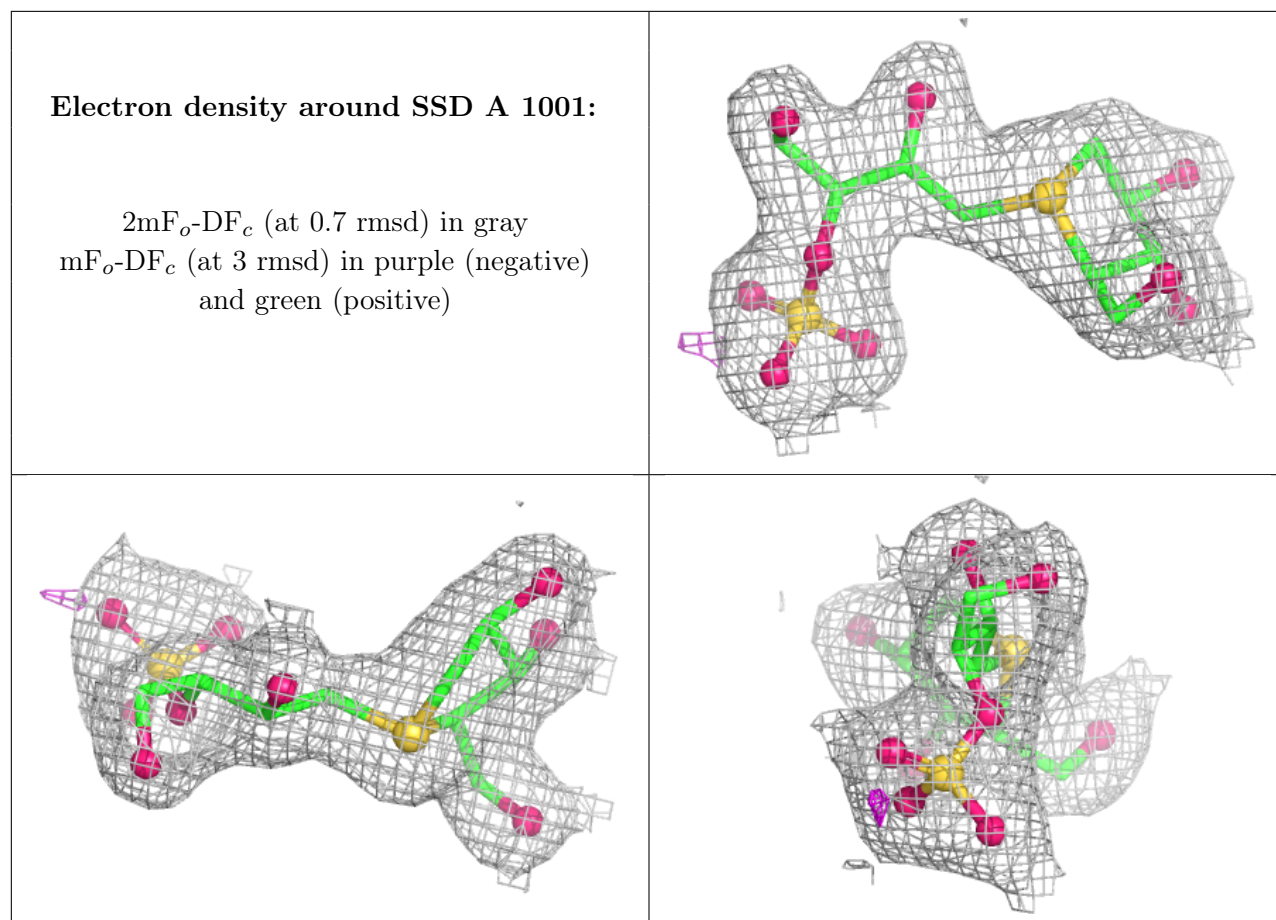 Electron density around SSD A 1001:
2mFo-DFc (at 0.7 rmsd) in gray
mFo-DFc (at 3 rmsd) in purple (negative)
and green (positive)